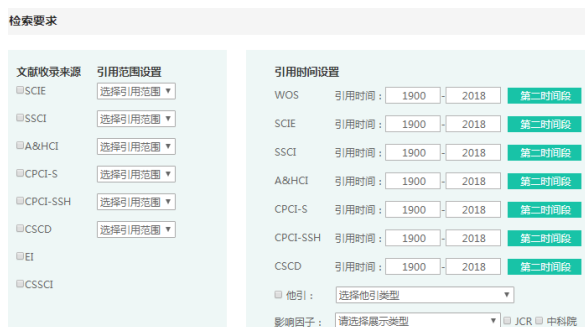 检索要求
文献收录来源 引用范围设置
SCIE 选择引用范围
SSCI 选择引用范围
A&HCI 选择引用范围
CPCI-S 选择引用范围
CPCI-SSH 选择引用范围
CSCD 选择引用范围
EI
CSSCI
引用时间设置
WOS 引用时间： 1900 - 2018 第二时间段
SCIE 引用时间： 1900 - 2018 第二时间段
SSCI 引用时间： 1900 - 2018 第二时间段
A&HCI 引用时间： 1900 - 2018 第二时间段
CPCI-S 引用时间： 1900 - 2018 第二时间段
CPCI-SSH 引用时间： 1900 - 2018 第二时间段
CSCD 引用时间： 1900 - 2018 第二时间段
他引： 选择他引类型
影响因子： 请选择展示类型 JCR 中科院